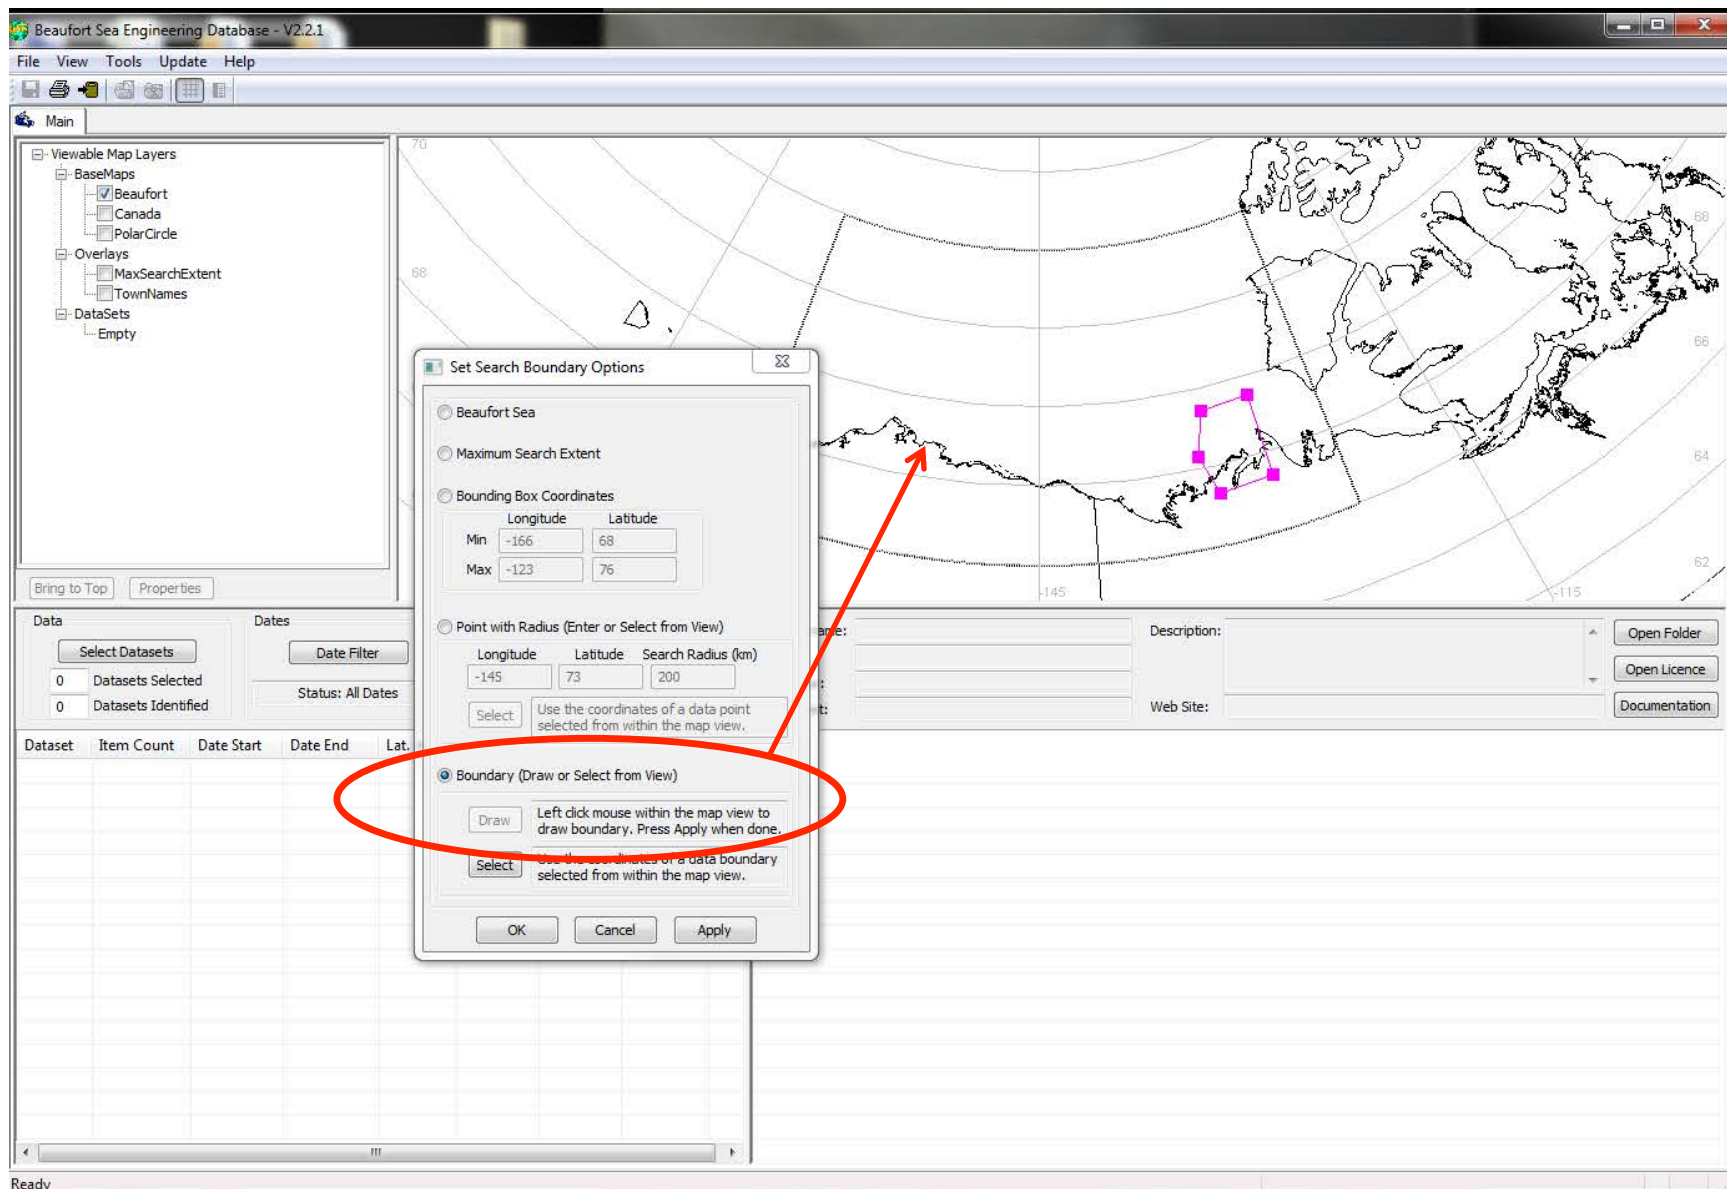 Beaufort Sea Engineering Database - V2.2.1
File View Tools Update Help
Main
Viewable Map Layers
BaseMaps
Beaufort
Canada
PolarCircle
Overlays
MaxSearchExtent
TownNames
DataSets
Empty
Bring to Top Properties
70
68
68
66
64
62
-145
-115
Set Search Boundary Options
Beaufort Sea
Maximum Search Extent
Bounding Box Coordinates
Longitude Latitude
Min -166 68
Max -123 76
Point with Radius (Enter or Select from View)
Longitude Latitude Search Radius (km)
-145 73 200
Select Use the coordinates of a data point
selected from within the map view.
Boundary (Draw or Select from View)
Draw Left click mouse within the map view to
draw boundary. Press Apply when done.
Select Use the coordinates of a data boundary
selected from within the map view.
OK Cancel Apply
Data Dates
Select Datasets Date Filter
0 Datasets Selected
Status: All Dates
0 Datasets Identified
Description: Open Folder
Open Licence
Web Site: Documentation
Dataset Item Count Date Start Date End Lat.
Ready